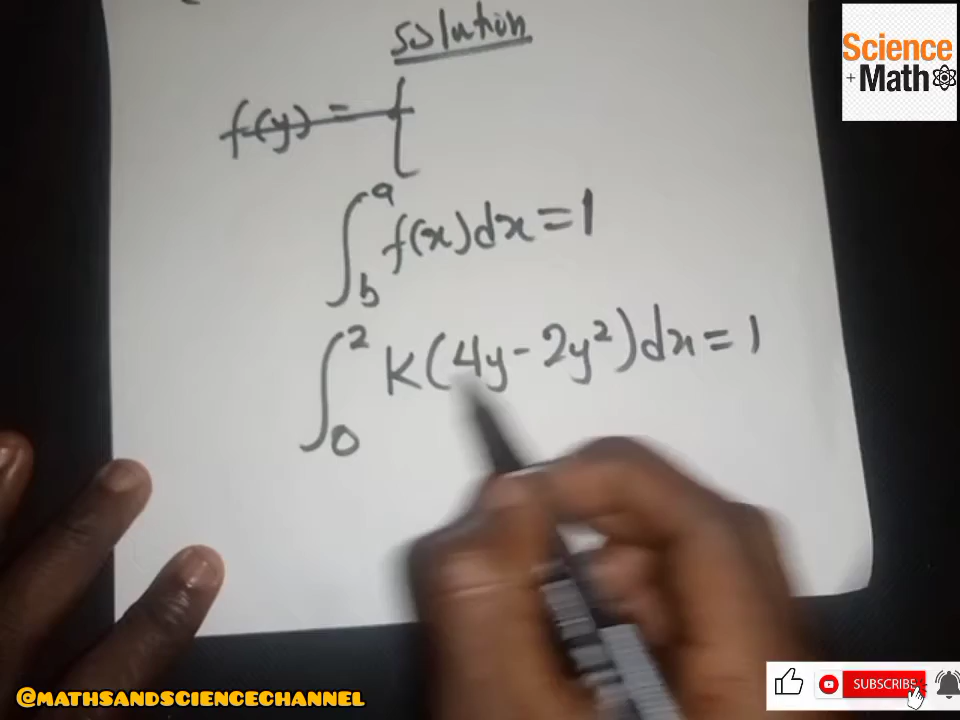 solution
f(y) = {
∫_b^a f(x)dx = 1
∫_0^2 K(4y - 2y²)dx = 1
Science
+Math
@MATHSANDSCIENCECHANNEL
SUBSCRIBE